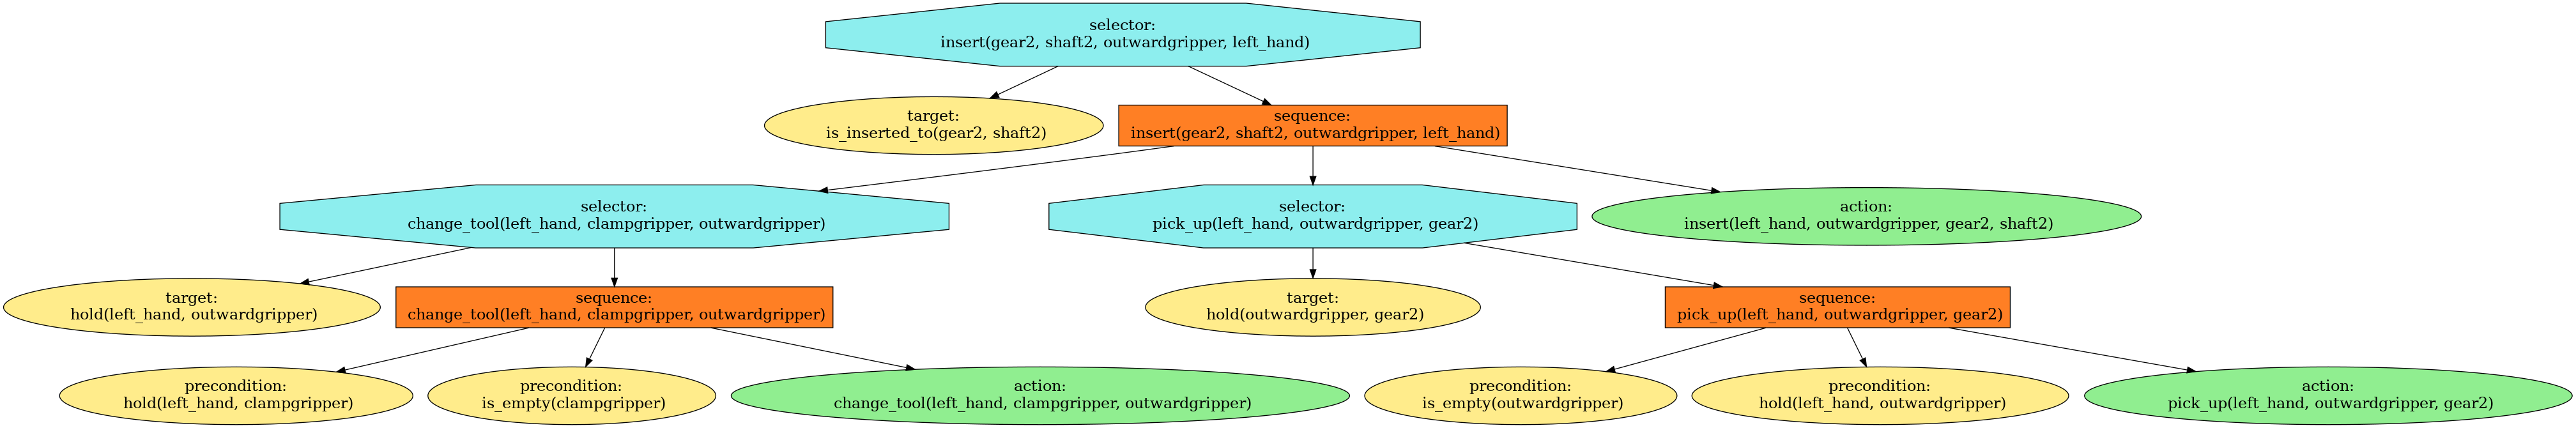 selector:
insert(gear2, shaft2, outwardgripper, left_hand)
target:
is_inserted_to(gear2, shaft2)
sequence:
insert(gear2, shaft2, outwardgripper, left_hand)
selector:
change_tool(left_hand, clampgripper, outwardgripper)
selector:
pick_up(left_hand, outwardgripper, gear2)
action:
insert(left_hand, outwardgripper, gear2, shaft2)
target:
hold(left_hand, outwardgripper)
sequence:
change_tool(left_hand, clampgripper, outwardgripper)
target:
hold(outwardgripper, gear2)
sequence:
pick_up(left_hand, outwardgripper, gear2)
precondition:
hold(left_hand, clampgripper)
precondition:
is_empty(clampgripper)
action:
change_tool(left_hand, clampgripper, outwardgripper)
precondition:
is_empty(outwardgripper)
precondition:
hold(left_hand, outwardgripper)
action:
pick_up(left_hand, outwardgripper, gear2)